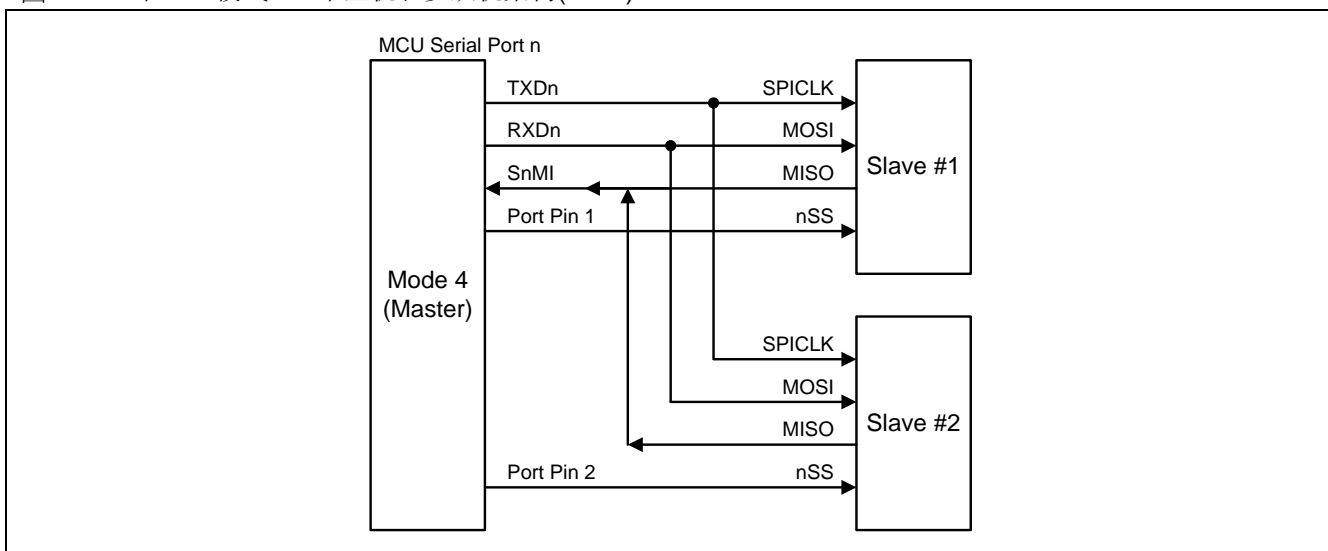 MCU Serial Port n
TXDn
SPICLK
RXDn
MOSI
SnMI
MISO
Port Pin 1
nSS
Slave #1
Mode 4
(Master)
SPICLK
MOSI
MISO
Slave #2
Port Pin 2
nSS